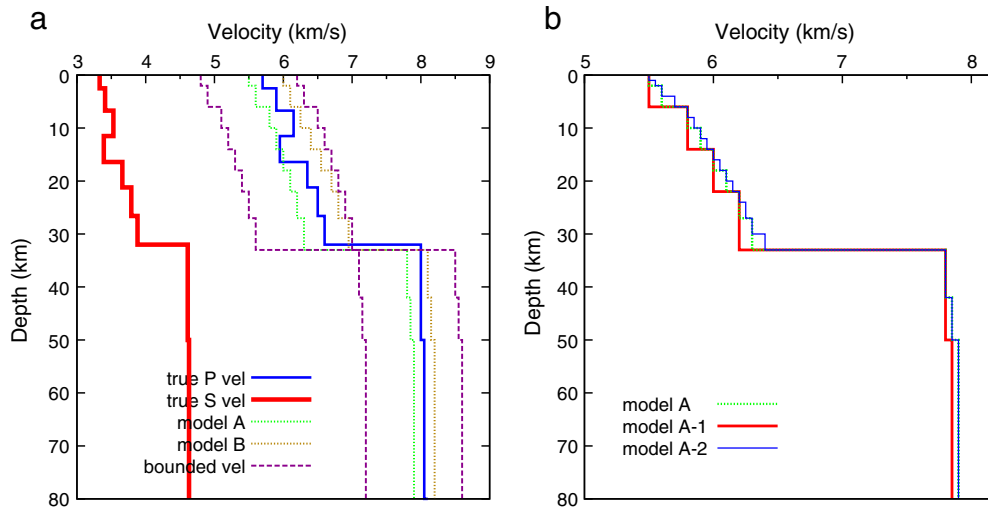 a
Velocity (km/s)
3 4 5 6 7 8 9
0
10
20
30
40
50
60
70
80
Depth (km)
true P vel
true S vel
model A
model B
bounded vel
b
Velocity (km/s)
5 6 7 8
0
10
20
30
40
50
60
70
80
Depth (km)
model A
model A-1
model A-2